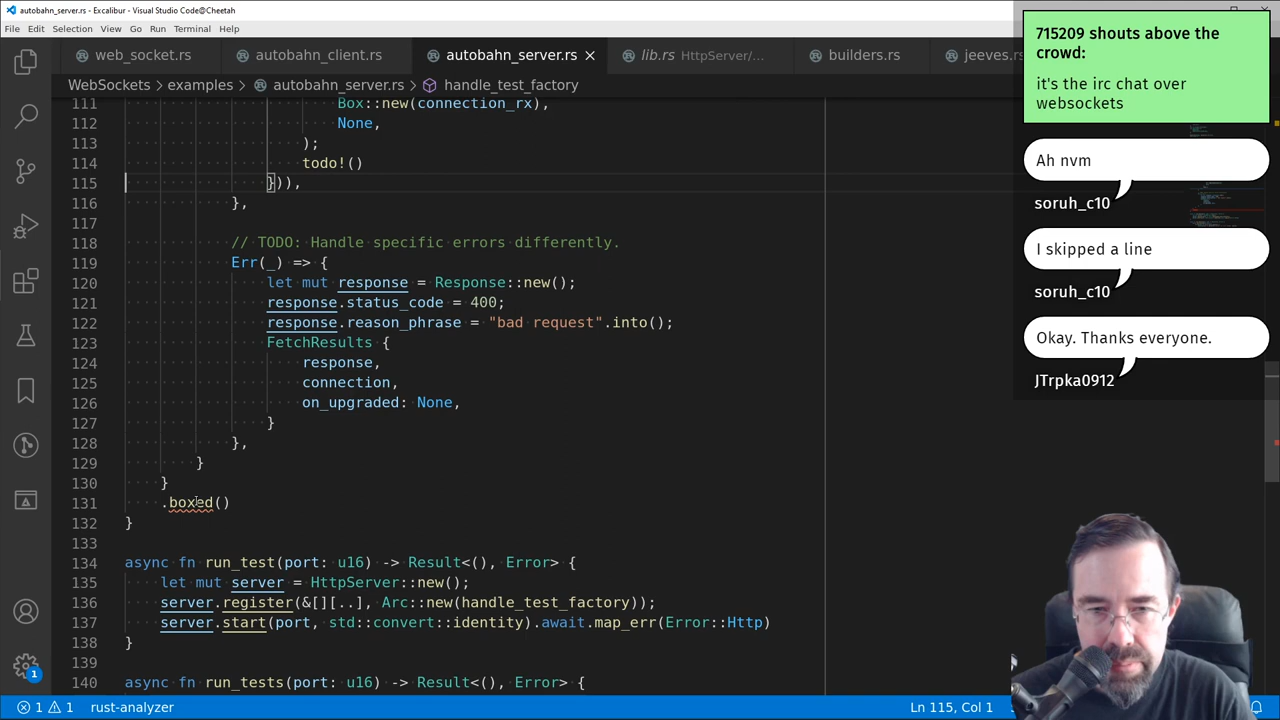 autobahn_server.rs - Excalibur - Visual Studio Code@Cheetah
File Edit Selection View Go Run Terminal Help
web_socket.rs autobahn_client.rs autobahn_server.rs lib.rs HttpServer/... builders.rs jeeves.rs
WebSockets > examples > autobahn_server.rs > handle_test_factory
111 Box::new(connection_rx),
112 None,
113 );
114 todo!()
115 })),
116 },
117
118 // TODO: Handle specific errors differently.
119 Err(_) => {
120 let mut response = Response::new();
121 response.status_code = 400;
122 response.reason_phrase = "bad request".into();
123 FetchResults {
124 response,
125 connection,
126 on_upgraded: None,
127 }
128 },
129 }
130 }
131 .boxed()
132 }
133
134 async fn run_test(port: u16) -> Result<(), Error> {
135 let mut server = HttpServer::new();
136 server.register(&[][..], Arc::new(handle_test_factory));
137 server.start(port, std::convert::identity).await.map_err(Error::Http)
138 }
139
140 async fn run_tests(port: u16) -> Result<(), Error> {
1
1 1 rust-analyzer
Ln 115, Col 1
715209 shouts above the
crowd:
it's the irc chat over
websockets
Ah nvm
soruh_c10
I skipped a line
soruh_c10
Okay. Thanks everyone.
JTrpka0912